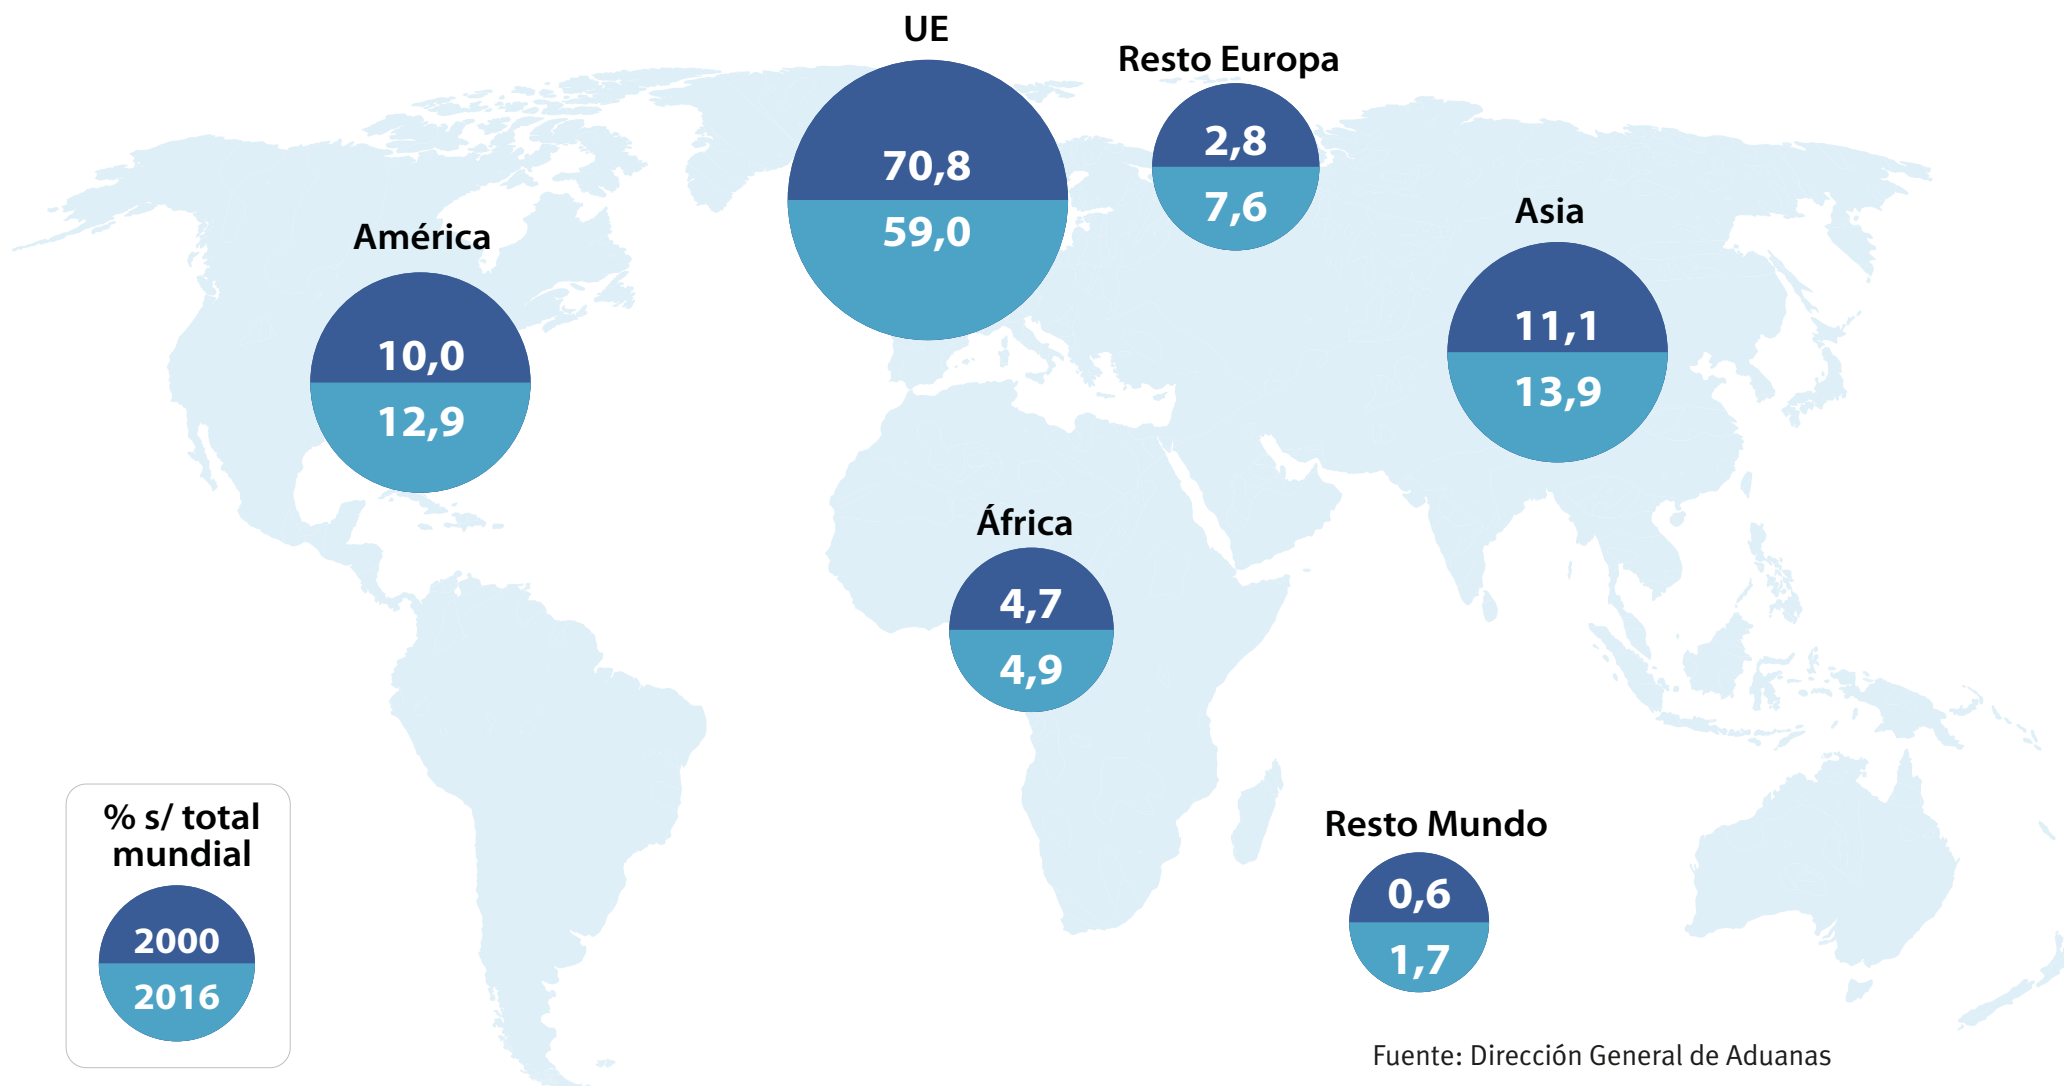 UE
70,8
59,0
Resto Europa
2,8
7,6
Asia
11,1
13,9
América
10,0
12,9
África
4,7
4,9
Resto Mundo
0,6
1,7
% s/ total
mundial
2000
2016
Fuente: Dirección General de Aduanas